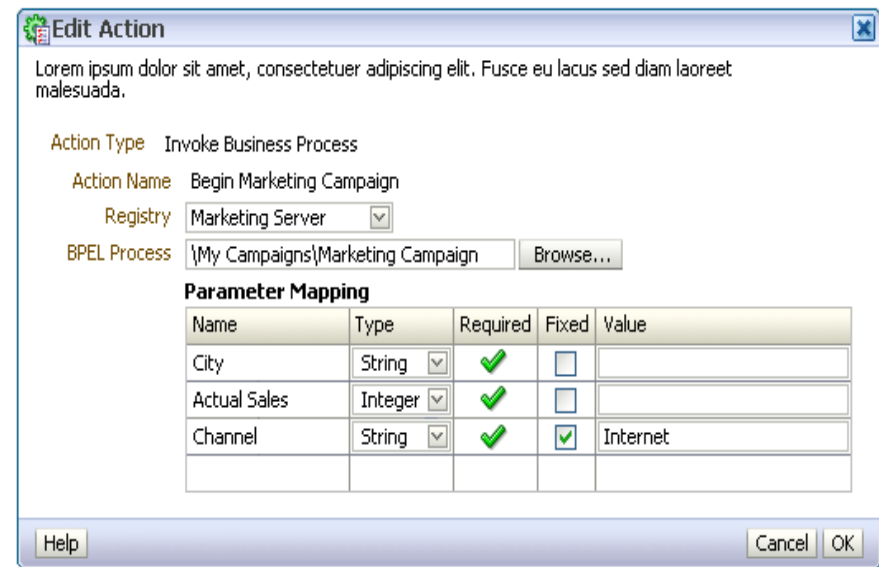 Edit Action
Lorem ipsum dolor sit amet, consectetuer adipiscing elit. Fusce eu lacus sed diam laoreet
malesuada.
Action Type Invoke Business Process
Action Name Begin Marketing Campaign
Registry Marketing Server
BPEL Process \My Campaigns\Marketing Campaign Browse...
Parameter Mapping
Name Type Required Fixed Value
City String
Actual Sales Integer
Channel String Internet
Help Cancel OK